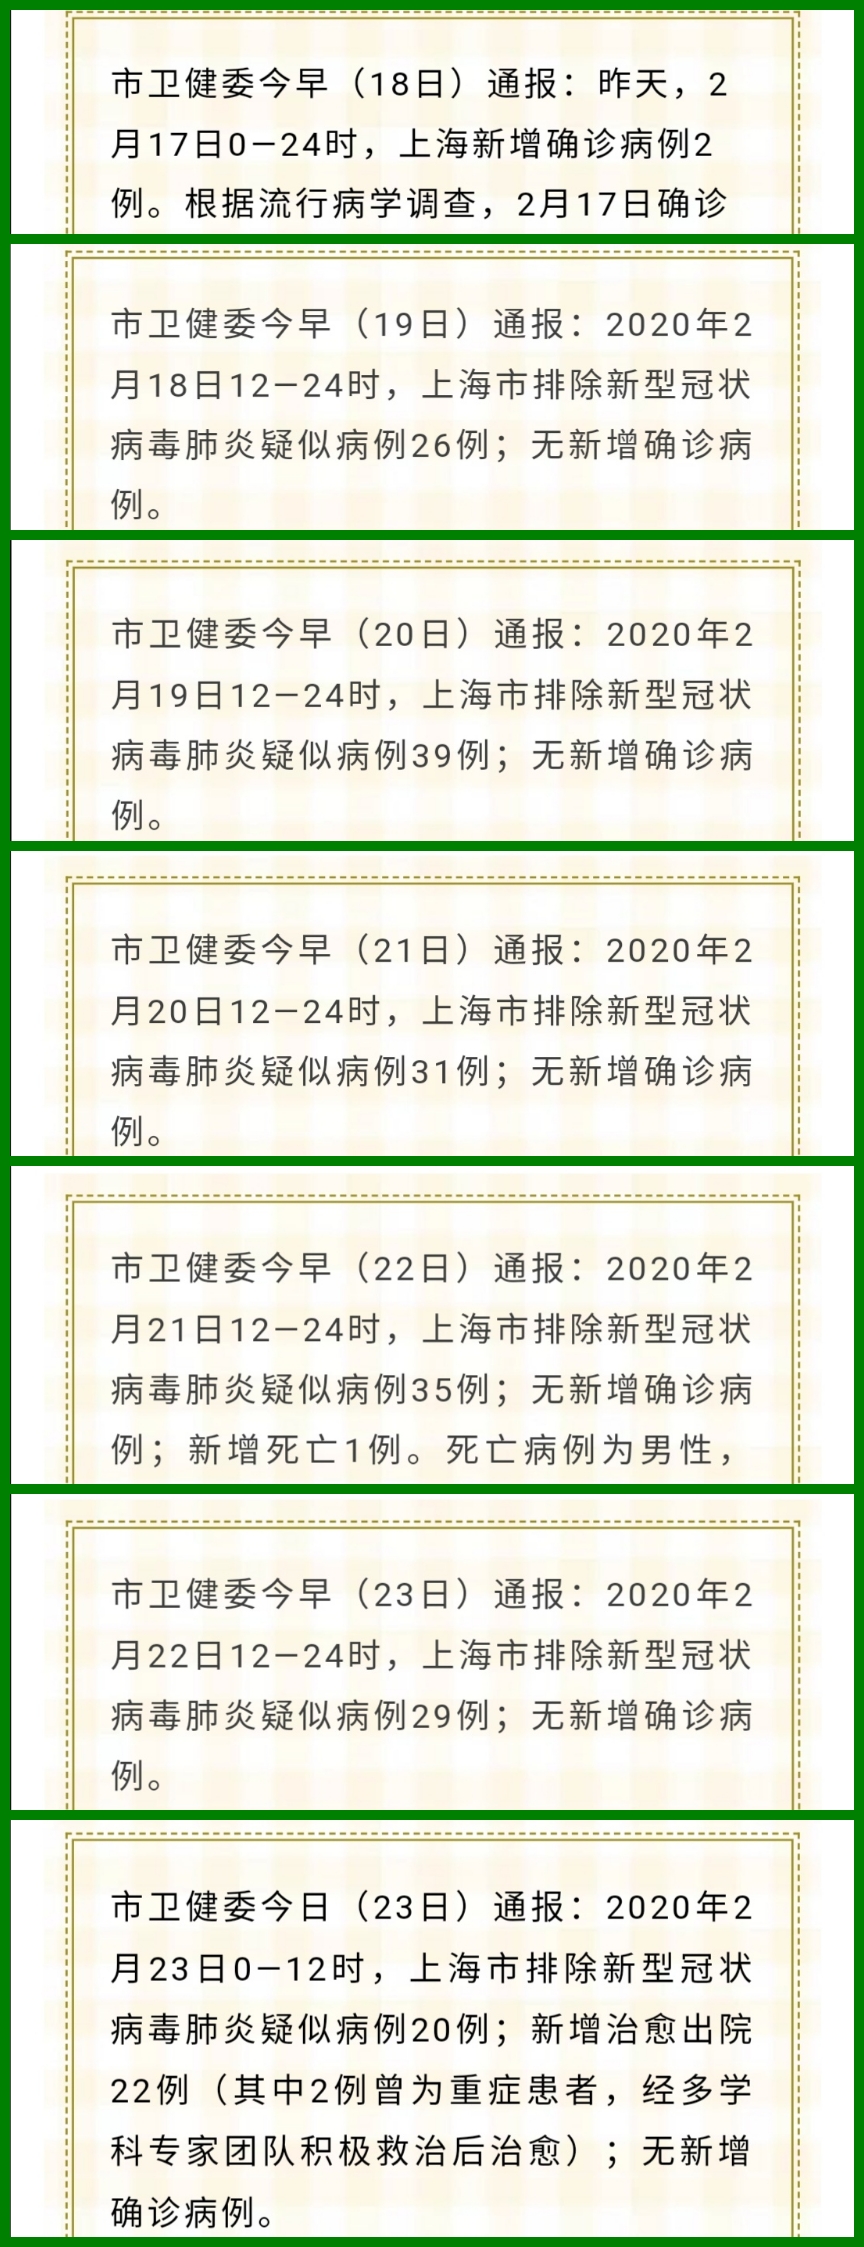 市卫健委今早（18日）通报：昨天，2
月17日0—24时，上海新增确诊病例2
例。根据流行病学调查，2月17日确诊
市卫健委今早（19日）通报：2020年2
月18日12—24时，上海市排除新型冠状
病毒肺炎疑似病例26例；无新增确诊病
例。
市卫健委今早（20日）通报：2020年2
月19日12—24时，上海市排除新型冠状
病毒肺炎疑似病例39例；无新增确诊病
例。
市卫健委今早（21日）通报：2020年2
月20日12—24时，上海市排除新型冠状
病毒肺炎疑似病例31例；无新增确诊病
例。
市卫健委今早（22日）通报：2020年2
月21日12—24时，上海市排除新型冠状
病毒肺炎疑似病例35例；无新增确诊病
例；新增死亡1例。死亡病例为男性，
市卫健委今早（23日）通报：2020年2
月22日12—24时，上海市排除新型冠状
病毒肺炎疑似病例29例；无新增确诊病
例。
市卫健委今日（23日）通报：2020年2
月23日0—12时，上海市排除新型冠状
病毒肺炎疑似病例20例；新增治愈出院
22例（其中2例曾为重症患者，经多学
科专家团队积极救治后治愈）；无新增
确诊病例。